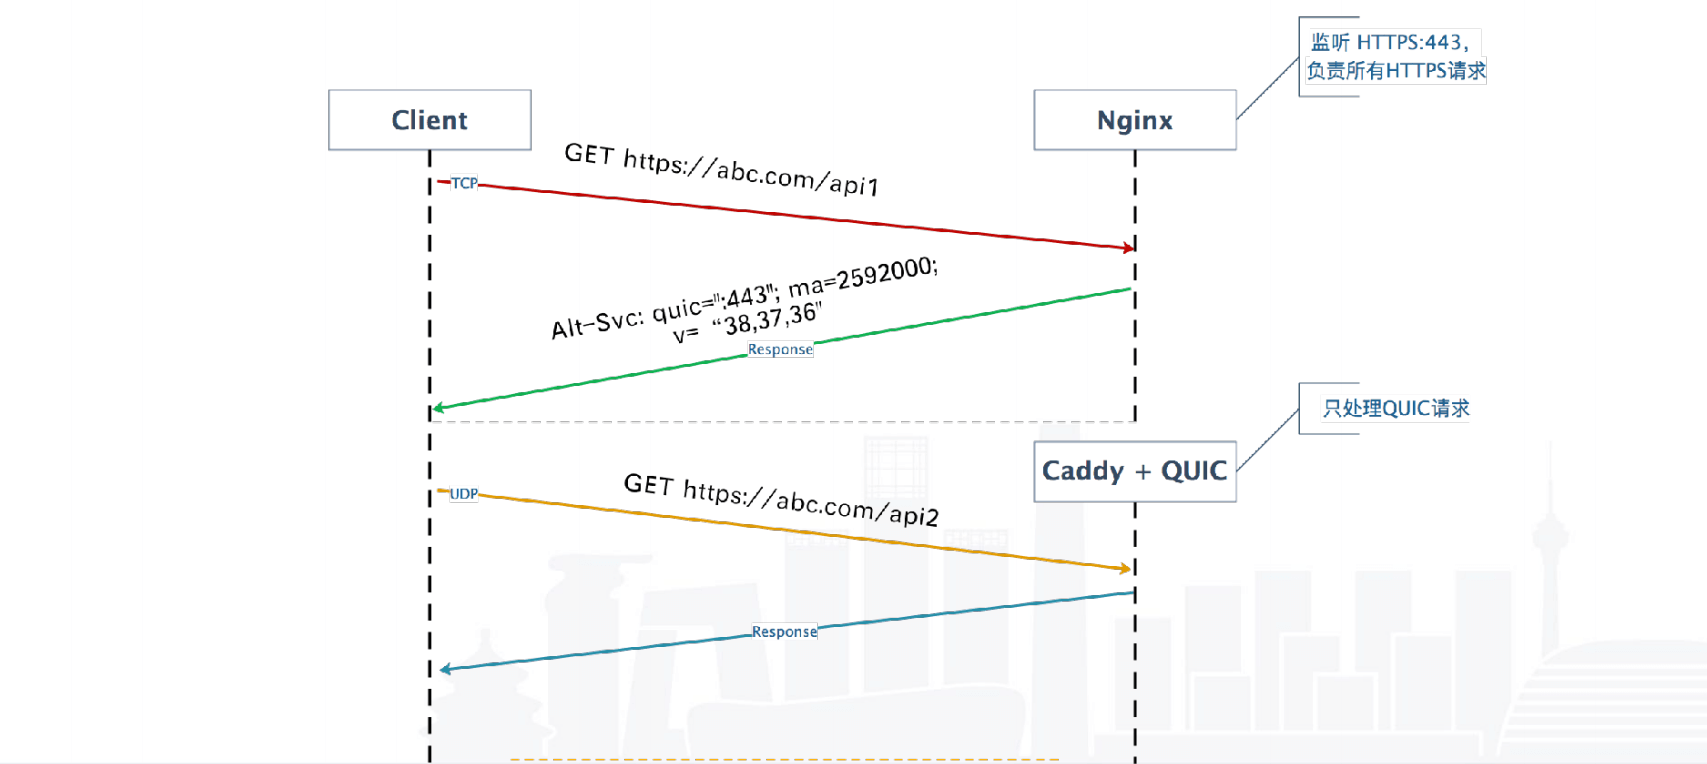 监听 HTTPS:443,
负责所有HTTPS请求
Client
Nginx
GET https://abc.com/api1
TCP
Alt-Svc: quic=":443"; ma=2592000;
v= “38,37,36"
Response
只处理QUIC请求
Caddy + QUIC
GET https://abc.com/api2
UDP
Response